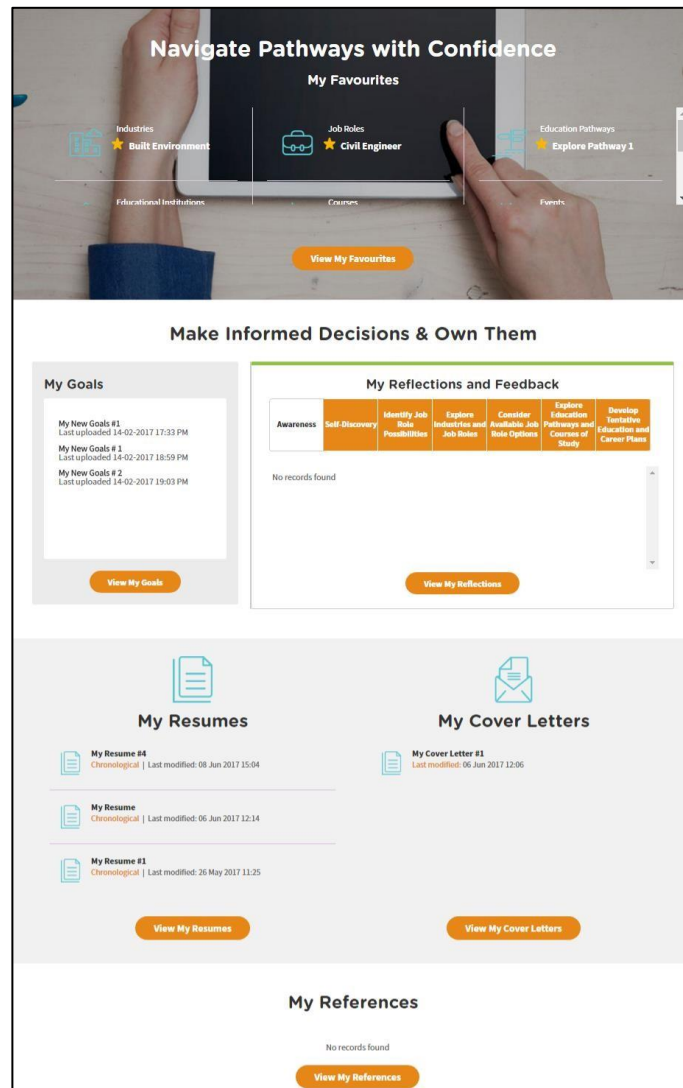 Navigate Pathways with Confidence
My Favourites
Industries
Built Environment
Job Roles
Civil Engineer
Education Pathways
Explore Pathway 1
Educational Institutions
Courses
Events
View My Favourites
Make Informed Decisions & Own Them
My Goals
My New Goals #1
Last uploaded 14-02-2017 17:33 PM
My New Goals # 1
Last uploaded 14-02-2017 18:59 PM
My New Goals # 2
Last uploaded 14-02-2017 19:03 PM
View My Goals
My Reflections and Feedback
Awareness
Self-Discovery
Identify Job
Role
Possibilities
Explore
Industries and
Job Roles
Consider
Available Job
Role Options
Explore
Education
Pathways and
Courses of
Study
Develop
Tentative
Education and
Career Plans
No records found
View My Reflections
My Resumes
My Resume #4
Chronological | Last modified: 08 Jun 2017 15:04
My Resume
Chronological | Last modified: 06 Jun 2017 12:14
My Resume #1
Chronological | Last modified: 26 May 2017 11:25
View My Resumes
My Cover Letters
My Cover Letter #1
Last modified: 06 Jun 2017 12:06
View My Cover Letters
My References
No records found
View My References